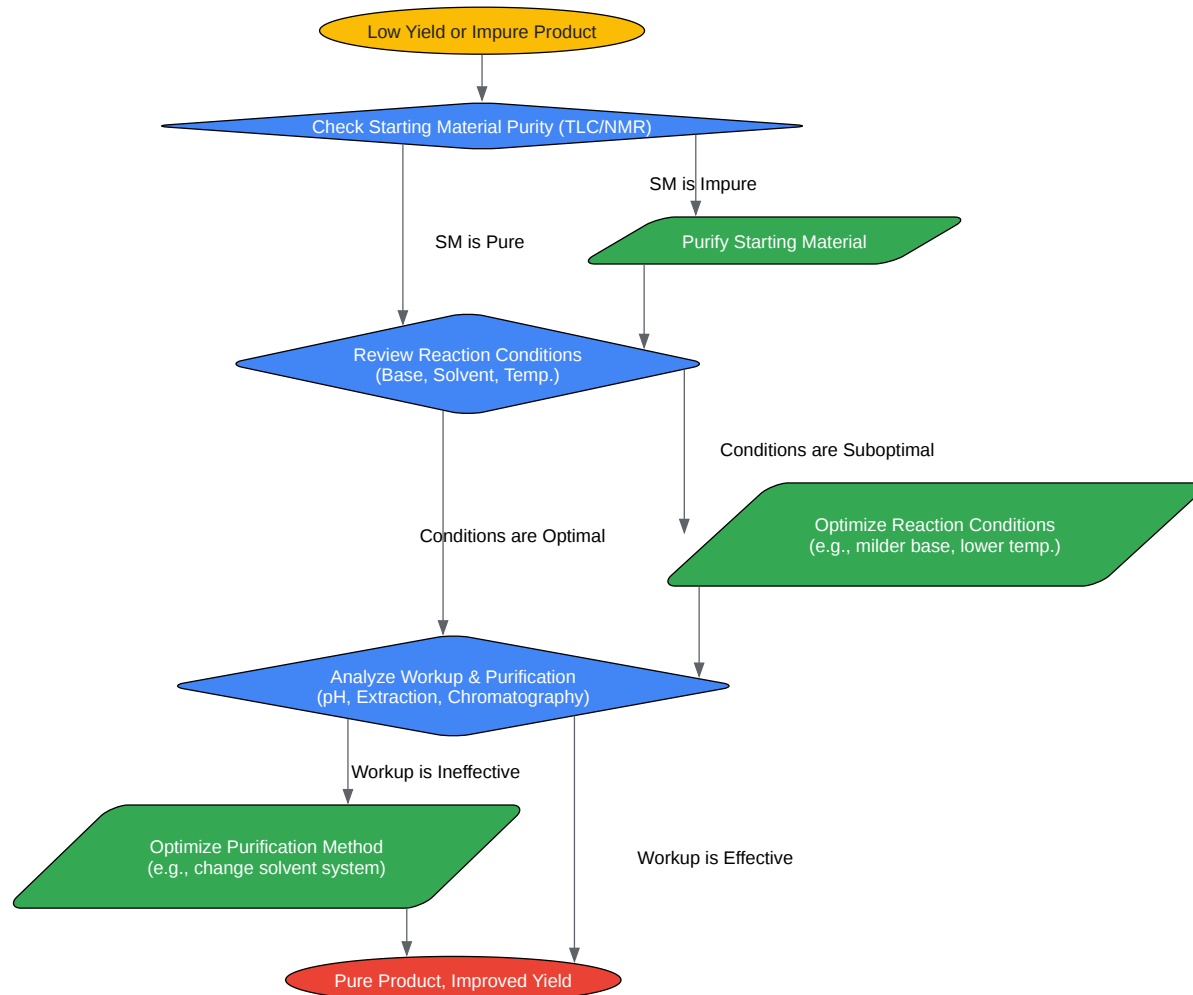 Low Yield or Impure Product
Check Starting Material Purity (TLC/NMR)
SM is Impure
SM is Pure
Purify Starting Material
Review Reaction Conditions
(Base, Solvent, Temp.)
Conditions are Suboptimal
Optimize Reaction Conditions
(e.g., milder base, lower temp.)
Conditions are Optimal
Analyze Workup & Purification
(pH, Extraction, Chromatography)
Workup is Ineffective
Optimize Purification Method
(e.g., change solvent system)
Workup is Effective
Pure Product, Improved Yield